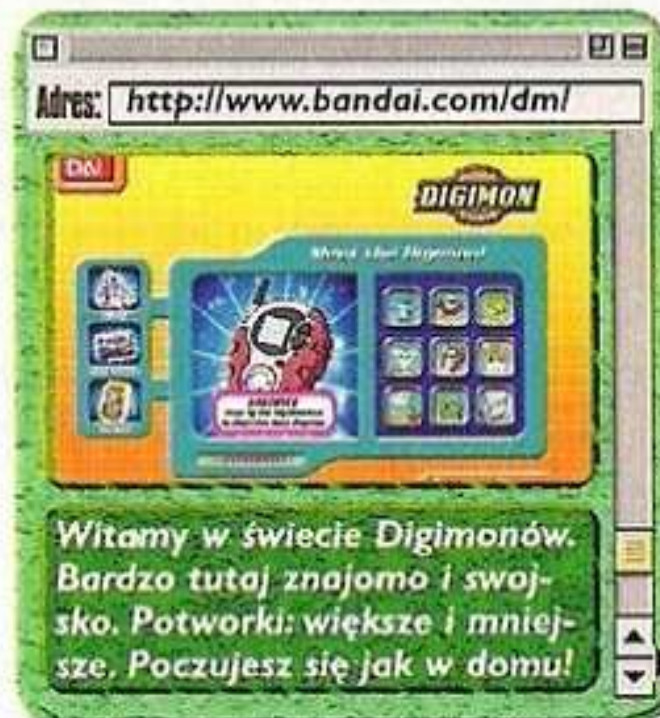 Adres: http://www.bandai.com/dm/
DIGIMON
Witamy w świecie Digimonów.
Bardzo tutaj znajomo i swoj-
sko. Potworki: większe i mniej-
sze. Poczujesz się jak w domu!